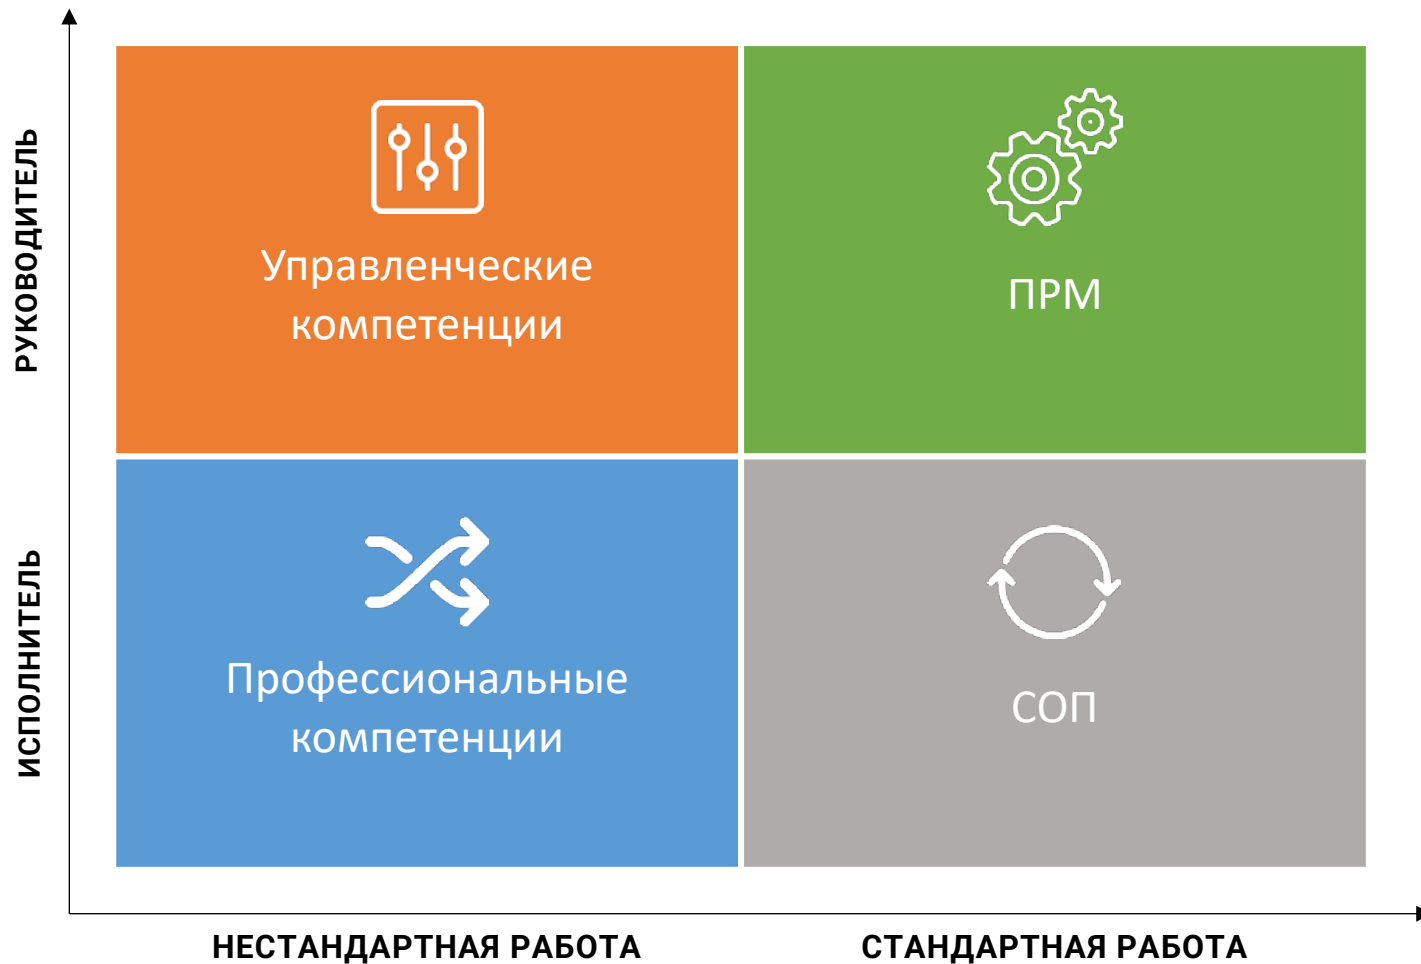 РУКОВОДИТЕЛЬ
Управленческие
компетенции
ПРМ
ИСПОЛНИТЕЛЬ
Профессиональные
компетенции
СОП
НЕСТАНДАРТНАЯ РАБОТА
СТАНДАРТНАЯ РАБОТА